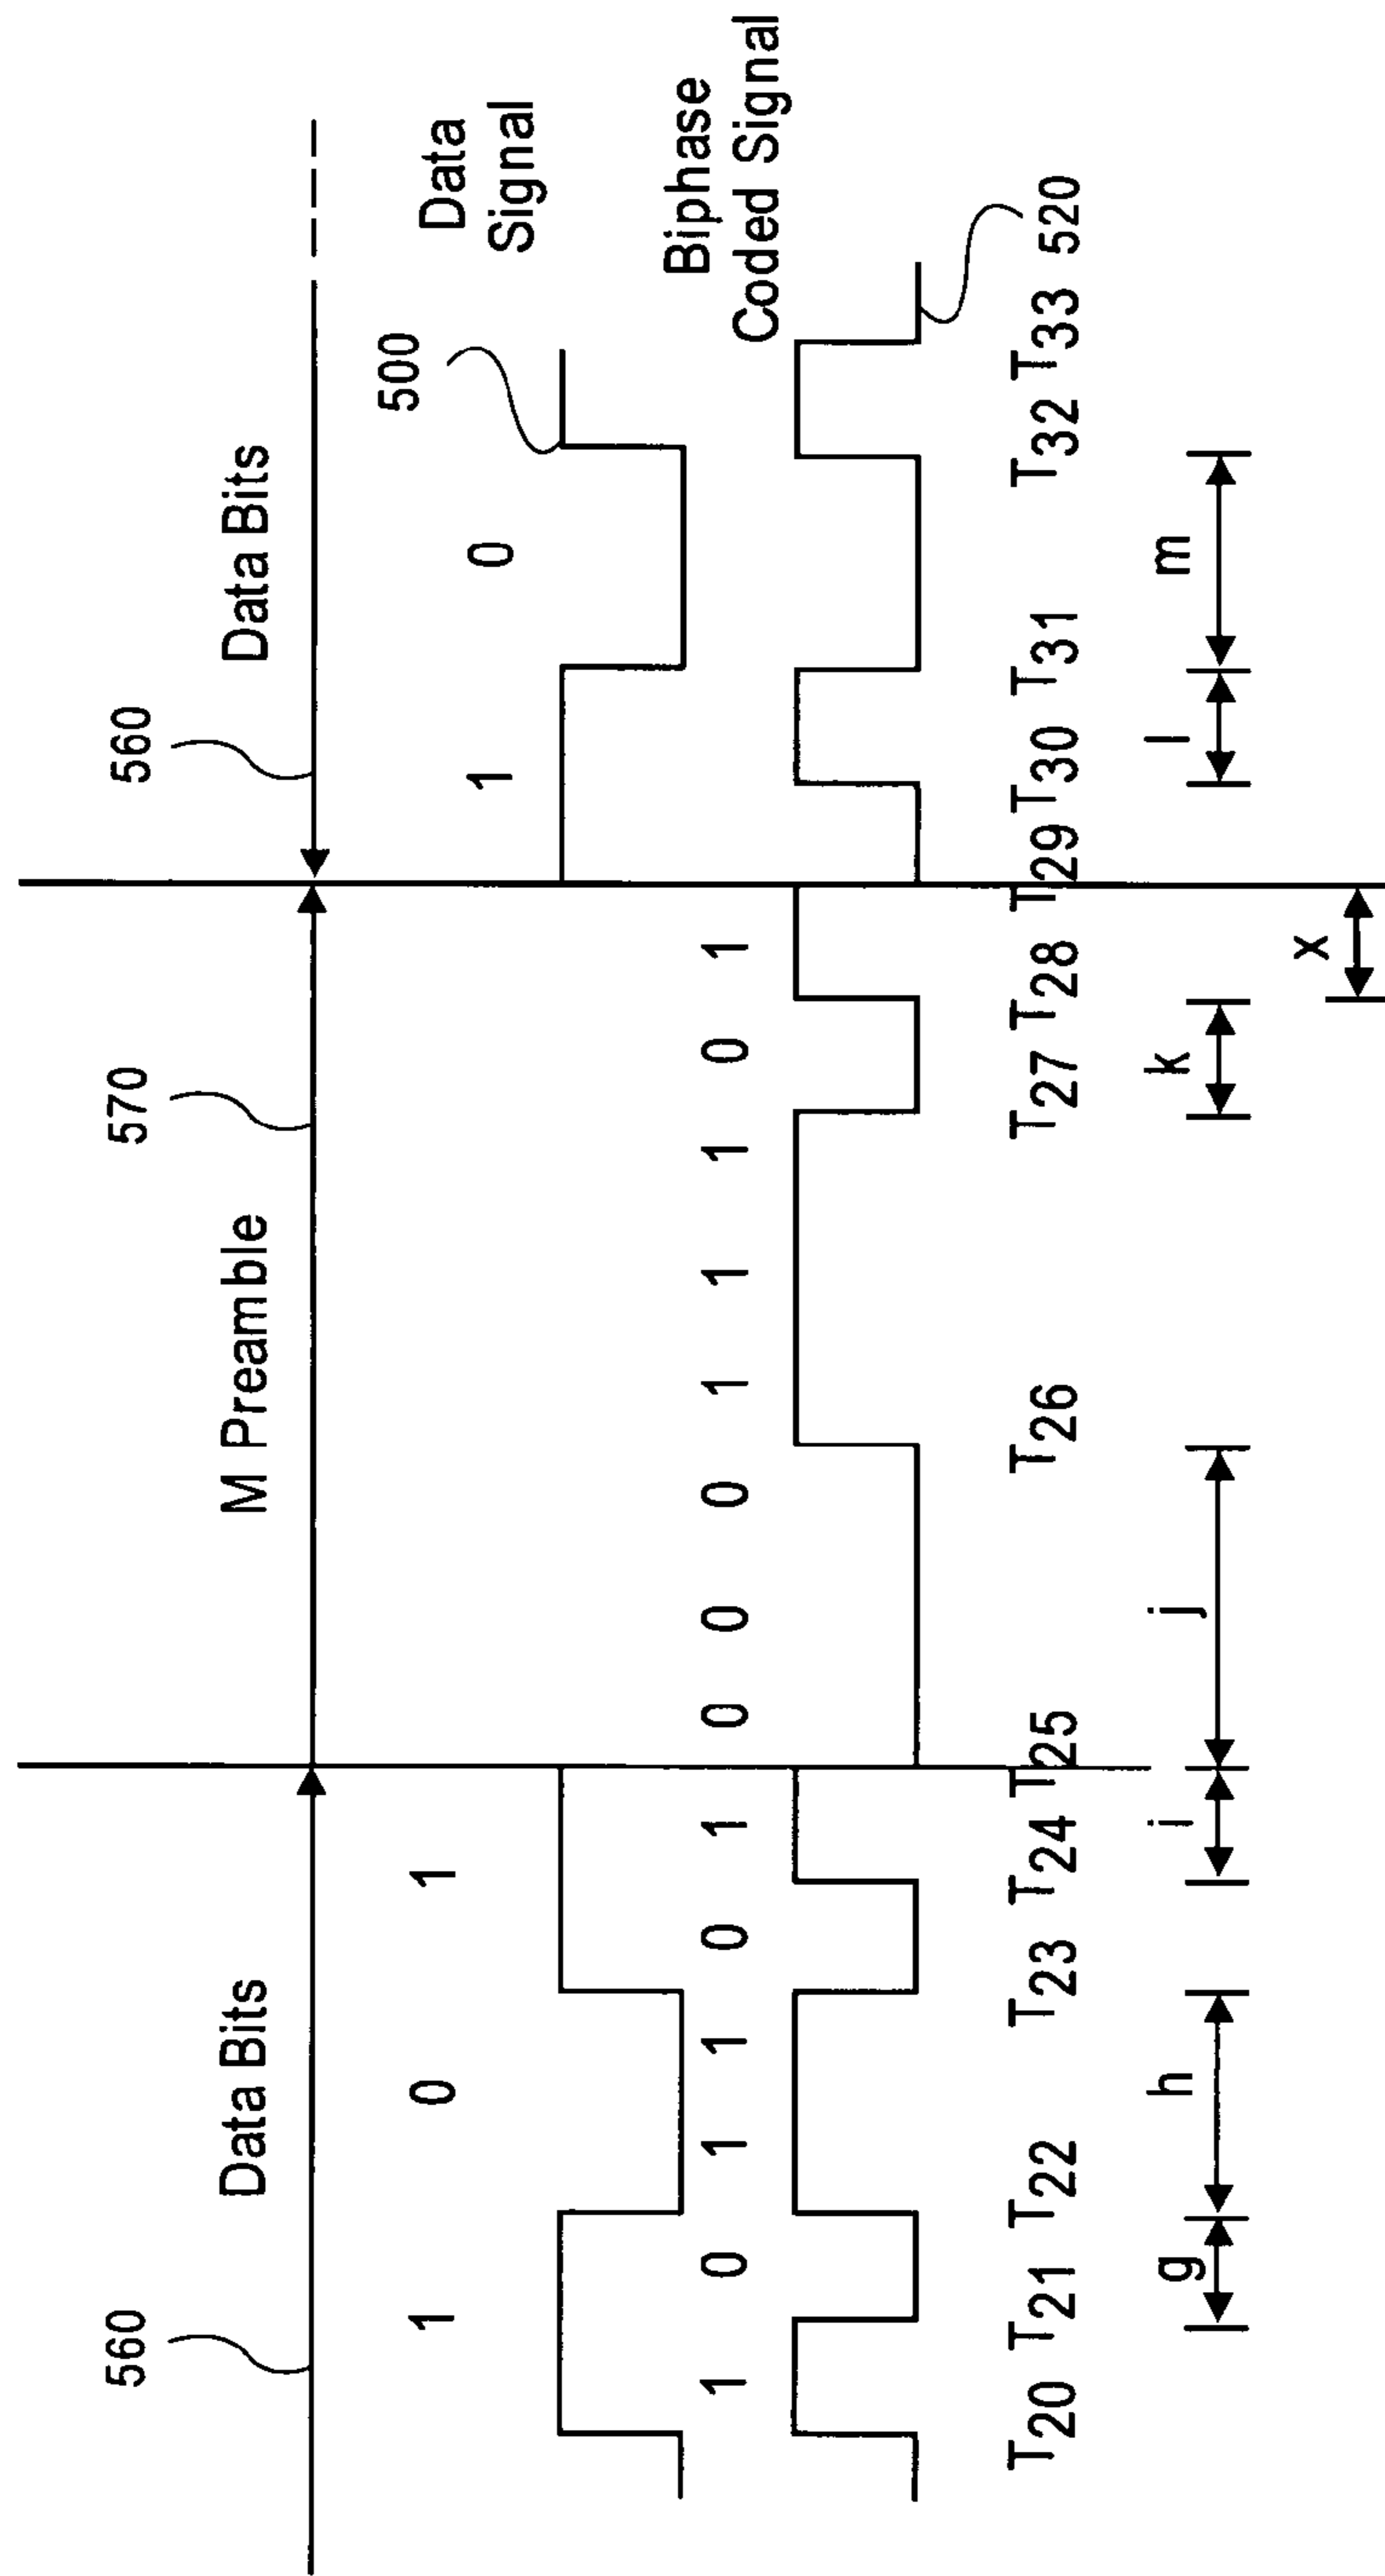 560
570
560
Data Bits
M Preamble
Data Bits
500
1
0
1
1
0
Data
Signal
1
0
1
1
0
1
0
0
0
1
1
1
0
1
Biphase
Coded Signal
520
T20
T21
T22
T23
T24
T25
T26
T27
T28
T29
T30
T31
T32
T33
g
h
i
j
k
l
m
x